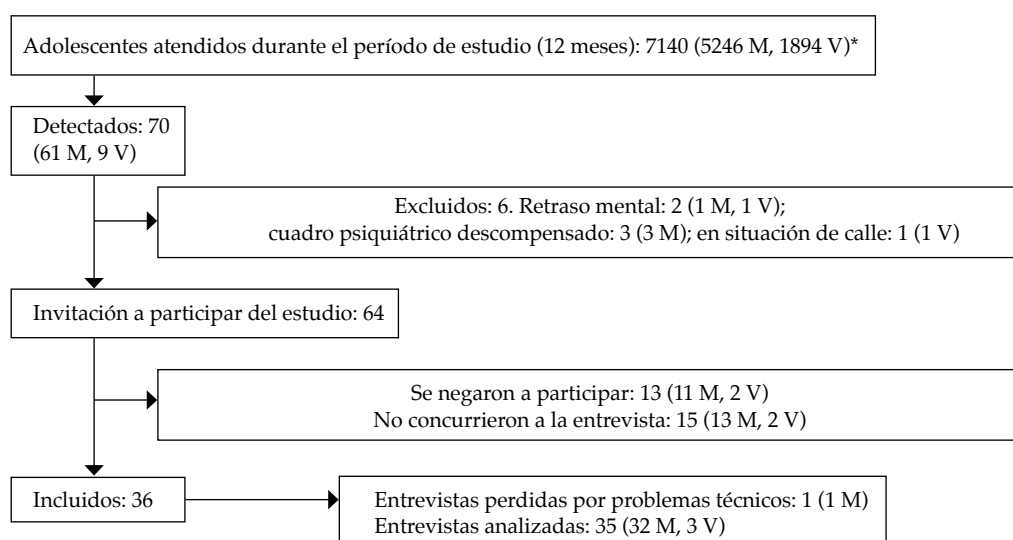 Adolescentes atendidos durante el período de estudio (12 meses): 7140 (5246 M, 1894 V)*
Detectados: 70
(61 M, 9 V)
Excluidos: 6. Retraso mental: 2 (1 M, 1 V);
cuadro psiquiátrico descompensado: 3 (3 M); en situación de calle: 1 (1 V)
Invitación a participar del estudio: 64
Se negaron a participar: 13 (11 M, 2 V)
No concurrieron a la entrevista: 15 (13 M, 2 V)
Incluidos: 36
Entrevistas perdidas por problemas técnicos: 1 (1 M)
Entrevistas analizadas: 35 (32 M, 3 V)